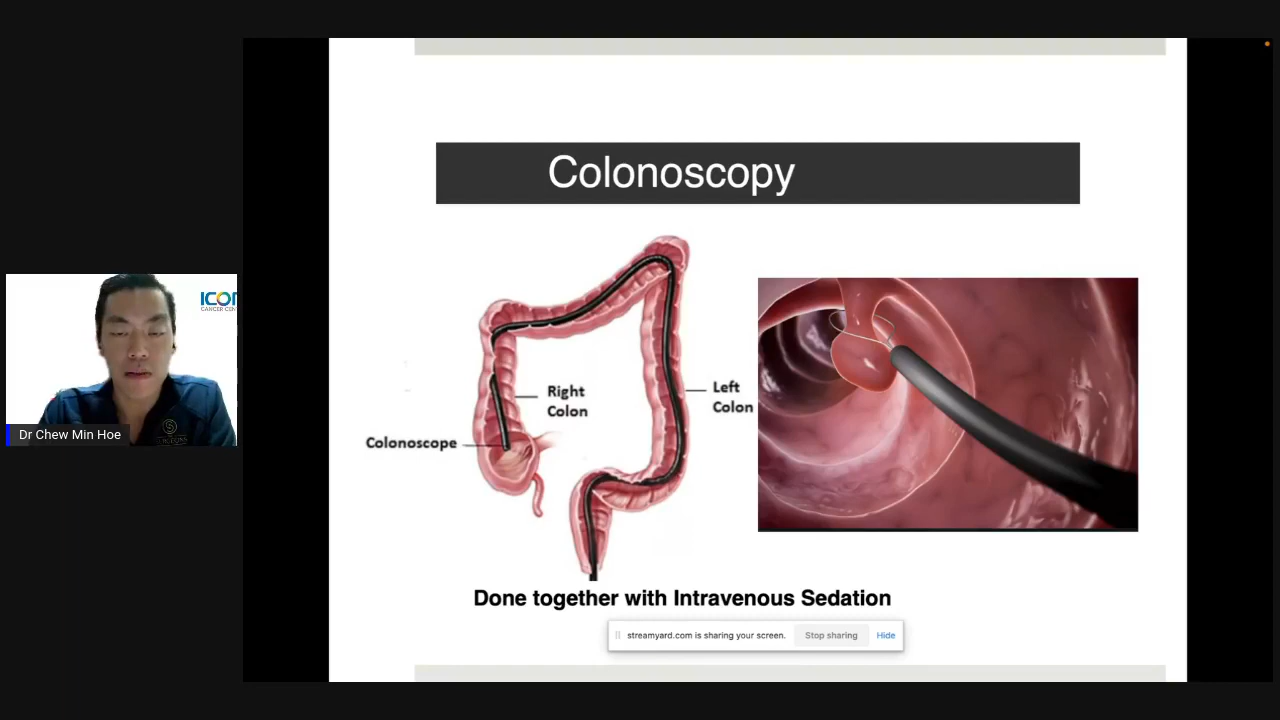 Colonoscopy
Right
Colon
Left
Colon
Colonoscope
Done together with Intravenous Sedation
streamyard.com is sharing your screen.
Stop sharing
Hide
ICON
CANCER CENT
Dr Chew Min Hoe